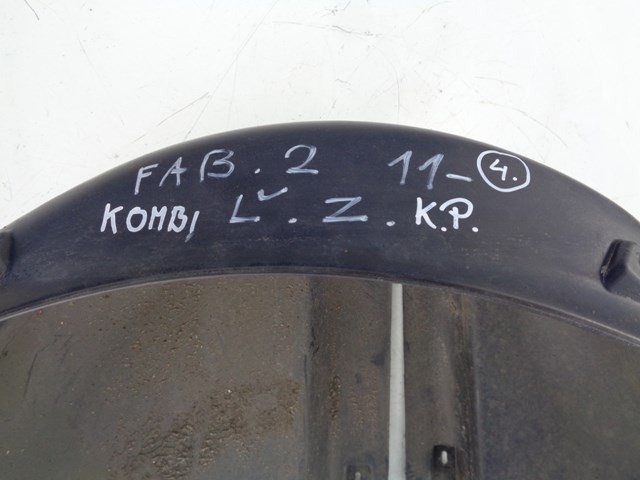 FAB. 2 11- 4.
KOMBI Ľ. Z. K.P.